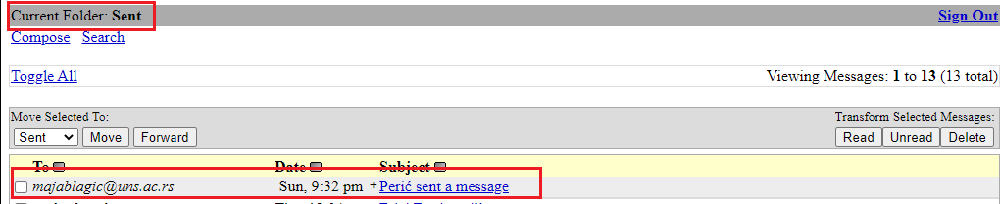 Current Folder: Sent Sign Out
Compose Search
Toggle All Viewing Messages: 1 to 13 (13 total)
Move Selected To: Transform Selected Messages:
Sent Move Forward Read Unread Delete
To Date Subject
majablagic@uns.ac.rs Sun, 9:32 pm + Perić sent a message